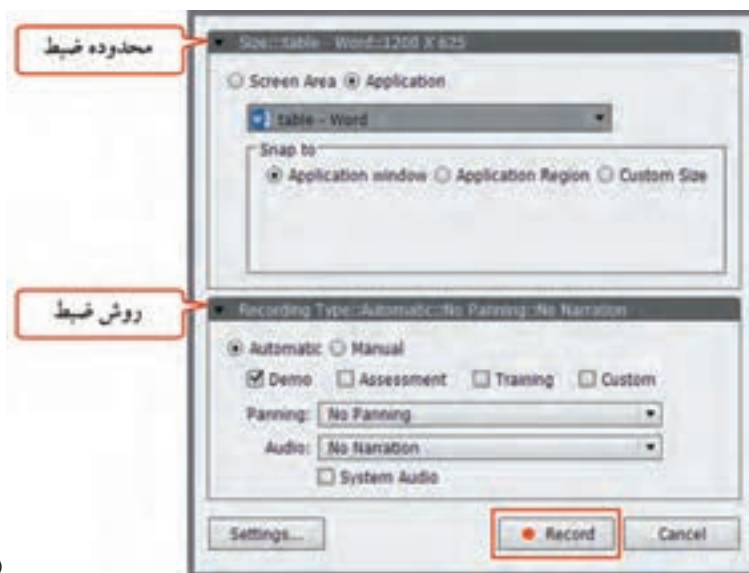 محدوده ضبط
Size::table - Word::1200 X 625
Screen Area Application
table - Word
Snap to
Application window Application Region Custom Size
روش ضبط
Recording Type::Automatic::No Panning::No Narration
Automatic Manual
Demo Assessment Training Custom
Panning: No Panning
Audio: No Narration
System Audio
Settings... Record Cancel